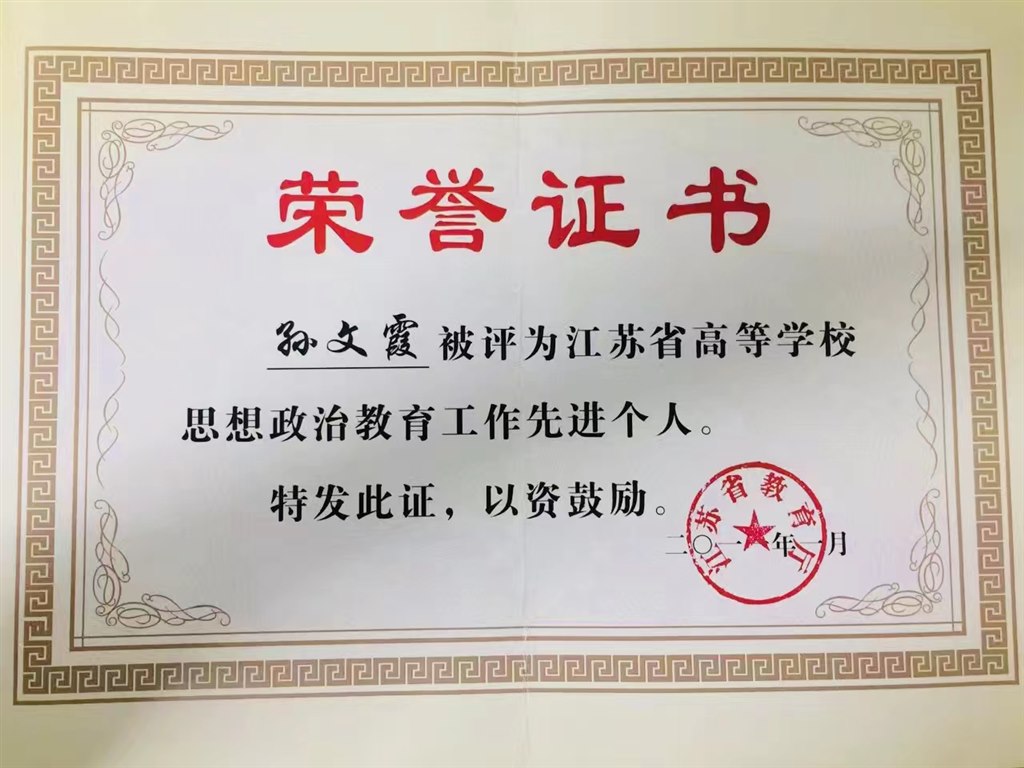 荣誉证书
孙文霞 被评为江苏省高等学校
思想政治教育工作先进个人。
特发此证，以资鼓励。
江苏省教育厅
二〇一 年一月